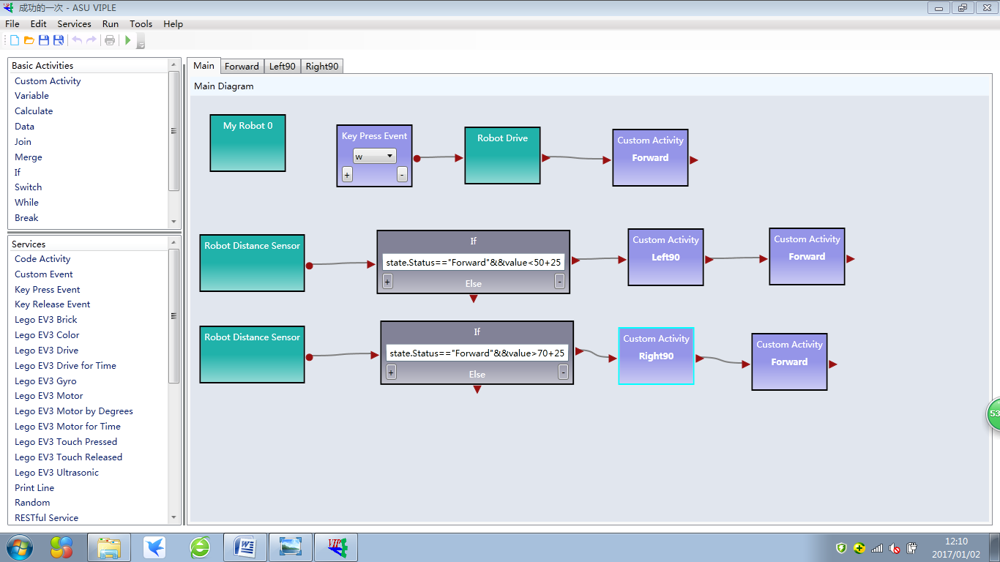 成功的一次 - ASU VIPLE
File Edit Services Run Tools Help
Basic Activities
Custom Activity
Variable
Calculate
Data
Join
Merge
If
Switch
While
Break
Services
Code Activity
Custom Event
Key Press Event
Key Release Event
Lego EV3 Brick
Lego EV3 Color
Lego EV3 Drive
Lego EV3 Drive for Time
Lego EV3 Gyro
Lego EV3 Motor
Lego EV3 Motor by Degrees
Lego EV3 Motor for Time
Lego EV3 Touch Pressed
Lego EV3 Touch Released
Lego EV3 Ultrasonic
Print Line
Random
RESTful Service
Main Forward Left90 Right90
Main Diagram
My Robot 0
Key Press Event
w
+ -
Robot Drive
Custom Activity
Forward
Robot Distance Sensor
If
state.Status=="Forward"&&value<50+25
+ Else -
Custom Activity
Left90
Custom Activity
Forward
Robot Distance Sensor
If
state.Status=="Forward"&&value>70+25
+ Else -
Custom Activity
Right90
Custom Activity
Forward
53
VIP
12:10
2017/01/02